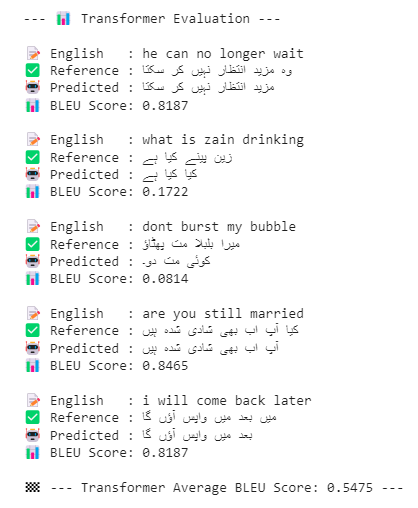 --- 📊 Transformer Evaluation ---
📝 English : he can no longer wait
✅ Reference : وہ مزید انتظار نہیں کر سکتا
🤖 Predicted : مزید انتظار نہیں کر سکتا
📊 BLEU Score: 0.8187
📝 English : what is zain drinking
✅ Reference : زین پینے کیا ہے
🤖 Predicted : کیا کیا ہے
📊 BLEU Score: 0.1722
📝 English : dont burst my bubble
✅ Reference : میرا بلبلا مت پھٹاؤ
🤖 Predicted : کوئی مت دو۔
📊 BLEU Score: 0.0814
📝 English : are you still married
✅ Reference : کیا آپ اب بھی شادی شدہ ہیں
🤖 Predicted : آپ اب بھی شادی شدہ ہیں
📊 BLEU Score: 0.8465
📝 English : i will come back later
✅ Reference : میں بعد میں واپس آؤں گا
🤖 Predicted : بعد میں واپس آؤں گا
📊 BLEU Score: 0.8187
🏁 --- Transformer Average BLEU Score: 0.5475 ---